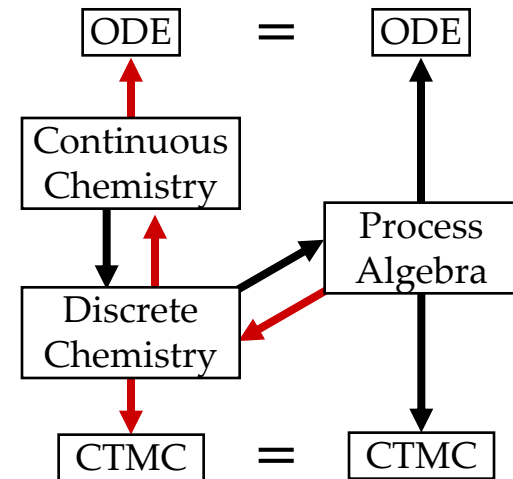 ODE = ODE
Continuous
Chemistry
Process
Algebra
Discrete
Chemistry
CTMC = CTMC